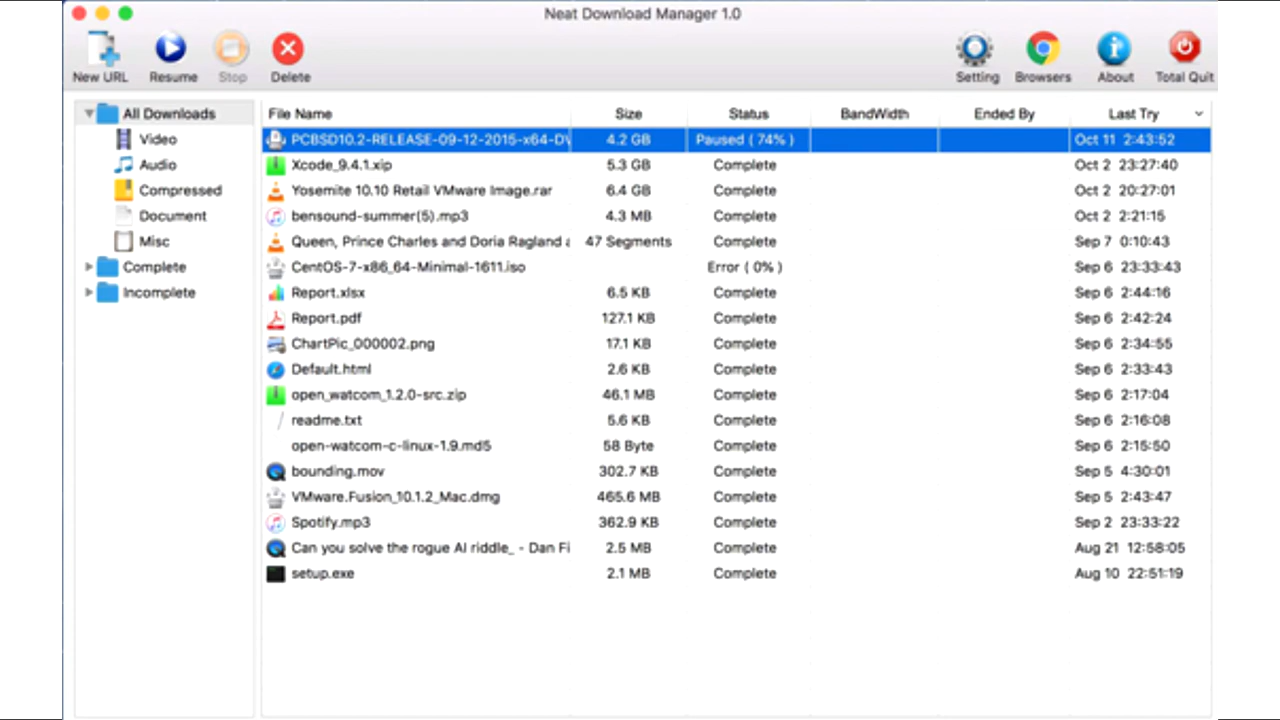 Neat Download Manager 1.0
New URL Resume Stop Delete Setting Browsers About Total Quit
All Downloads
Video
Audio
Compressed
Document
Misc
Complete
Incomplete
File Name Size Status BandWidth Ended By Last Try
PCBSD10.2-RELEASE-09-12-2015-x64-DV 4.2 GB Paused ( 74% ) Oct 11 2:43:52
Xcode_9.4.1.xip 5.3 GB Complete Oct 2 23:27:40
Yosemite 10.10 Retail VMware Image.rar 6.4 GB Complete Oct 2 20:27:01
bensound-summer(5).mp3 4.3 MB Complete Oct 2 2:21:15
Queen, Prince Charles and Doria Ragland a 47 Segments Complete Sep 7 0:10:43
CentOS-7-x86_64-Minimal-1611.iso Error ( 0% ) Sep 6 23:33:43
Report.xlsx 6.5 KB Complete Sep 6 2:44:16
Report.pdf 127.1 KB Complete Sep 6 2:42:24
ChartPic_000002.png 17.1 KB Complete Sep 6 2:34:55
Default.html 2.6 KB Complete Sep 6 2:33:43
open_watcom_1.2.0-src.zip 46.1 MB Complete Sep 6 2:17:04
readme.txt 5.6 KB Complete Sep 6 2:16:08
open-watcom-c-linux-1.9.md5 58 Byte Complete Sep 6 2:15:50
bounding.mov 302.7 KB Complete Sep 5 4:30:01
VMware.Fusion_10.1.2_Mac.dmg 465.6 MB Complete Sep 5 2:43:47
Spotify.mp3 362.9 KB Complete Sep 2 23:33:22
Can you solve the rogue AI riddle_ - Dan Fi 2.5 MB Complete Aug 21 12:58:05
setup.exe 2.1 MB Complete Aug 10 22:51:19